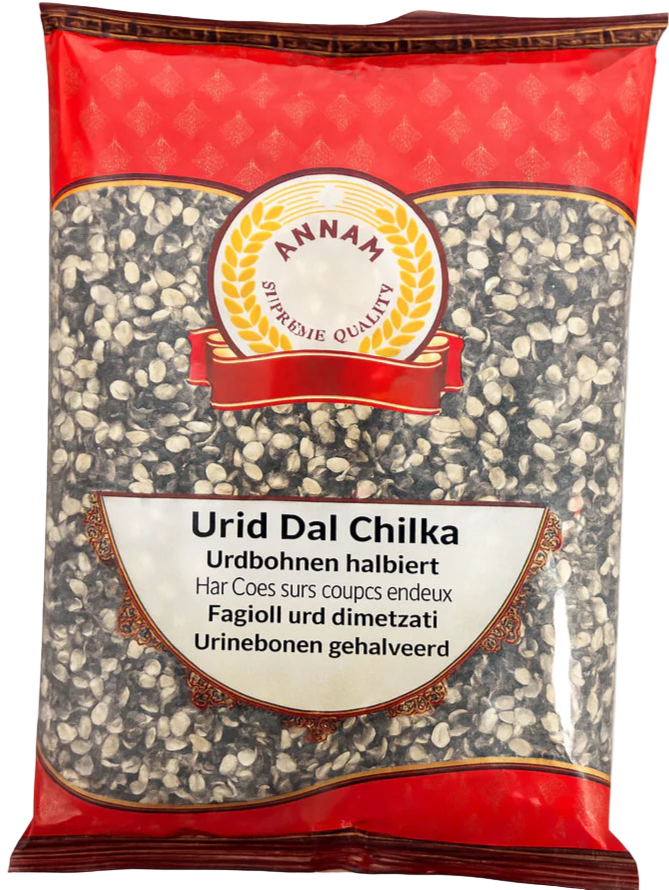 ANNAM
SUPREME QUALITY
Urid Dal Chilka
Urdbohnen halbiert
Har Coes surs coupcs endeux
Fagioll urd dimetzati
Urinebonen gehalveerd